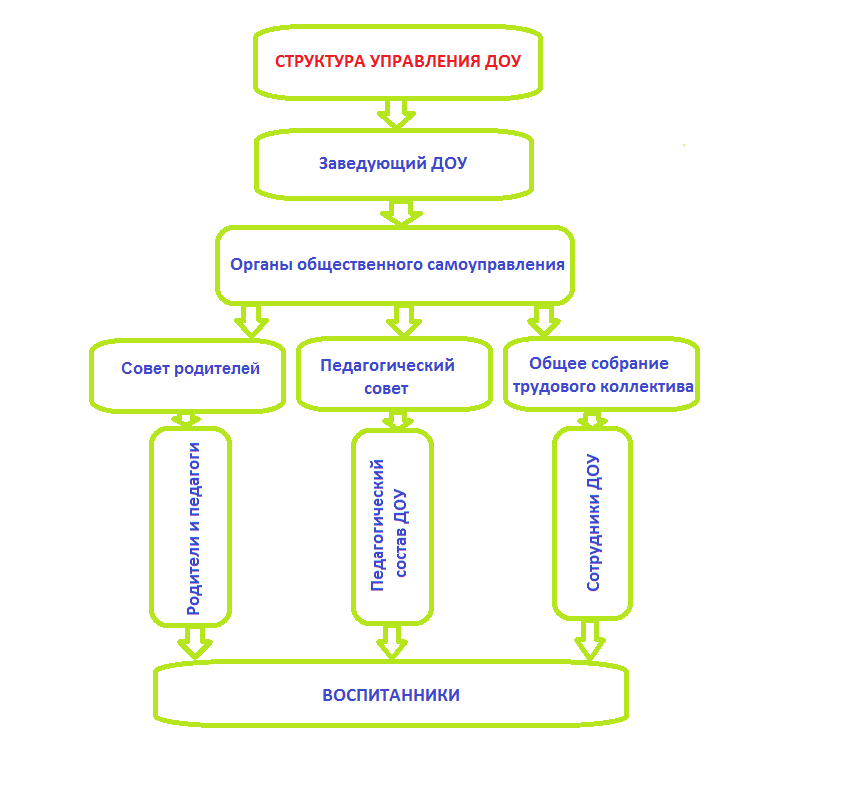 СТРУКТУРА УПРАВЛЕНИЯ ДОУ
Заведующий ДОУ
Органы общественного самоуправления
Совет родителей
Педагогический
совет
Общее собрание
трудового коллектива
Родители и педагоги
Педагогический
состав ДОУ
Сотрудники ДОУ
ВОСПИТАННИКИ